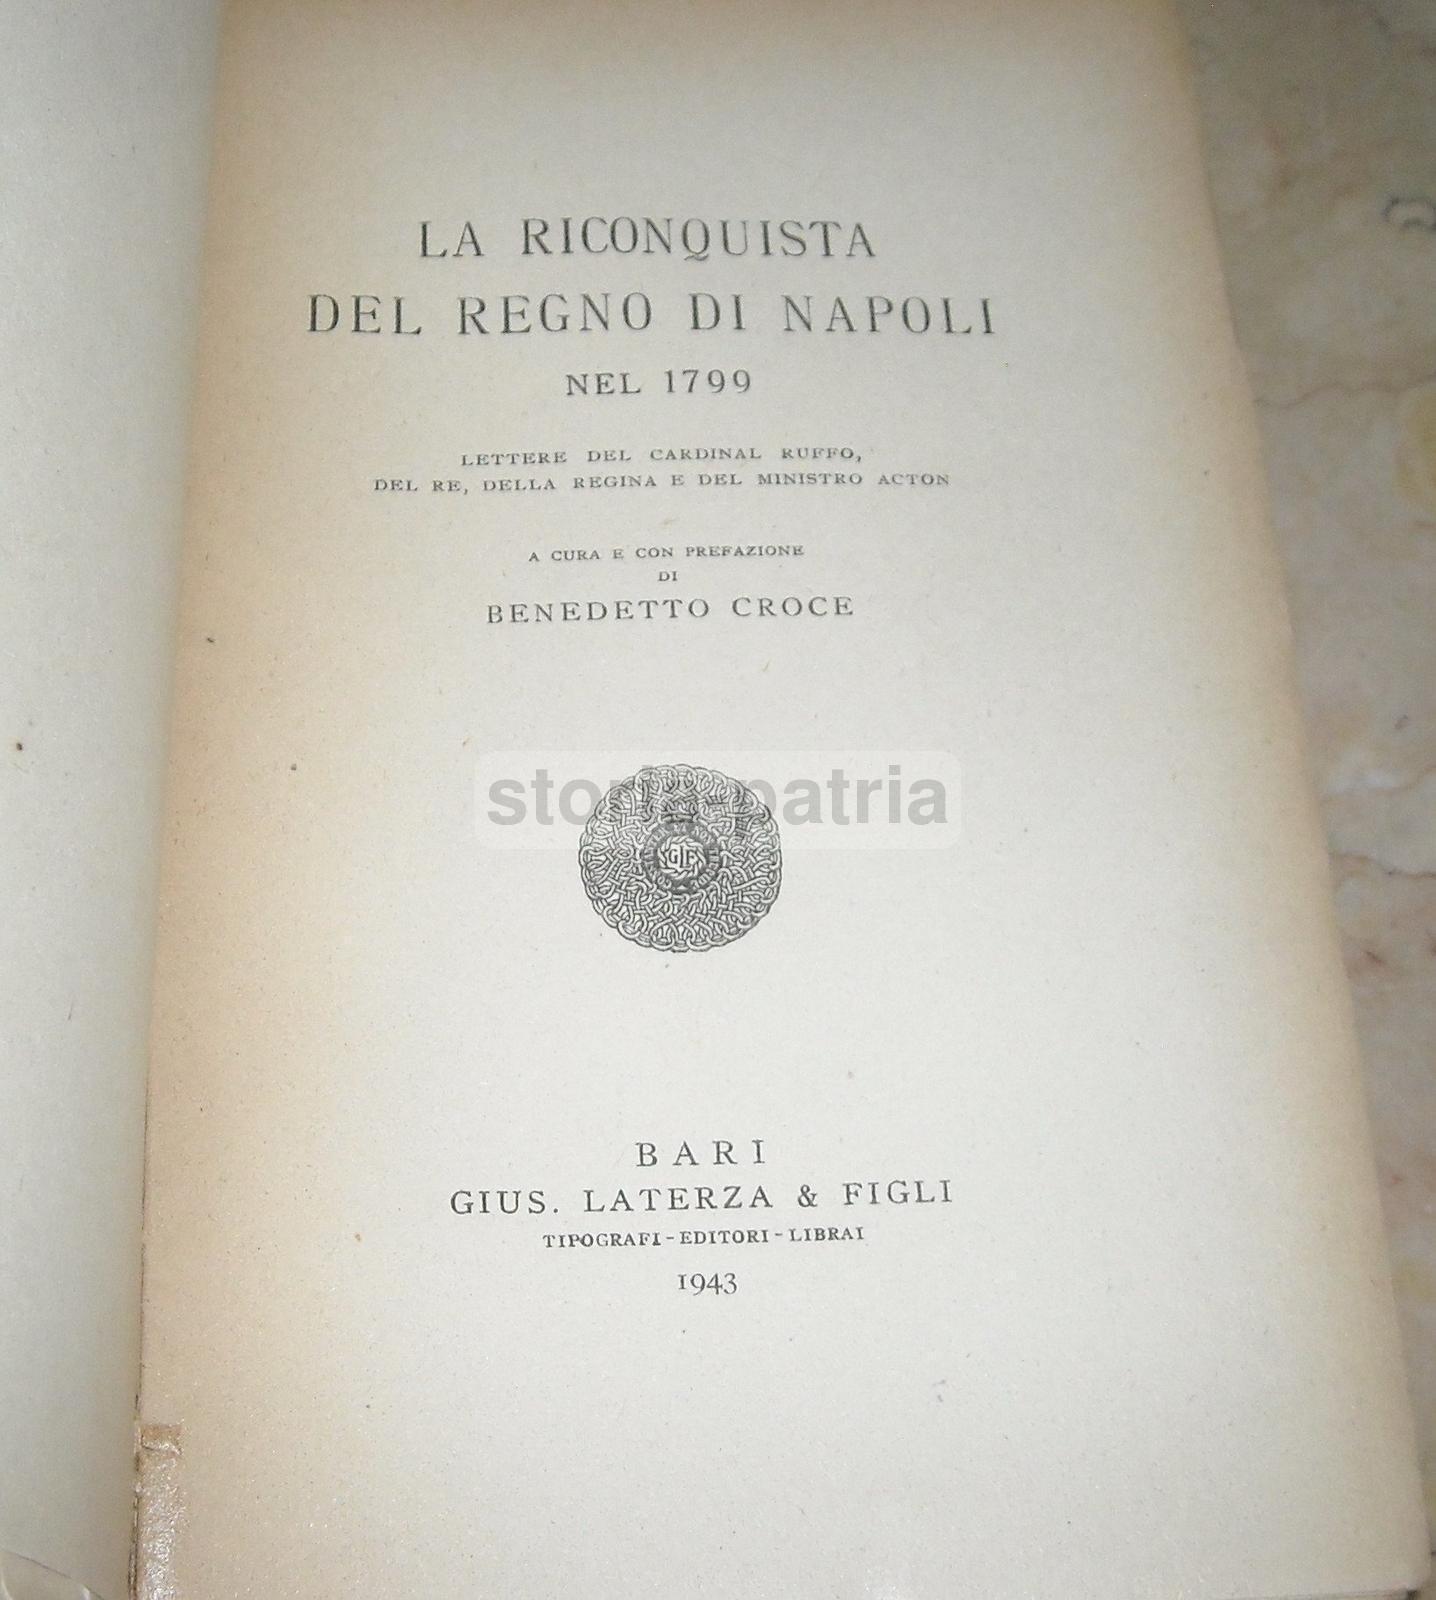 LA RICONQUISTA
DEL REGNO DI NAPOLI
NEL 1799
LETTERE DEL CARDINAL RUFFO,
DEL RE, DELLA REGINA E DEL MINISTRO ACTON
A CURA E CON PREFAZIONE
DI
BENEDETTO CROCE
BARI
GIUS. LATERZA & FIGLI
TIPOGRAFI-EDITORI-LIBRAI
1943